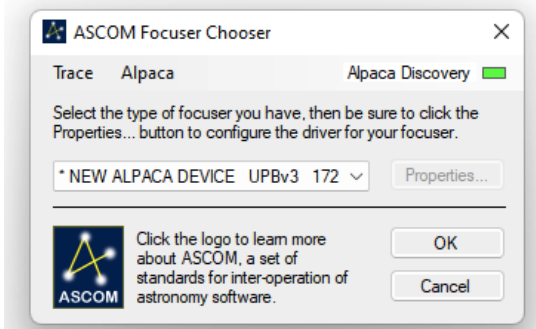 ASCOM Focuser Chooser
Trace Alpaca Alpaca Discovery
Select the type of focuser you have, then be sure to click the
Properties... button to configure the driver for your focuser.
* NEW ALPACA DEVICE UPBv3 172 Properties...
Click the logo to learn more
about ASCOM, a set of
standards for inter-operation of
astronomy software.
ASCOM
OK
Cancel